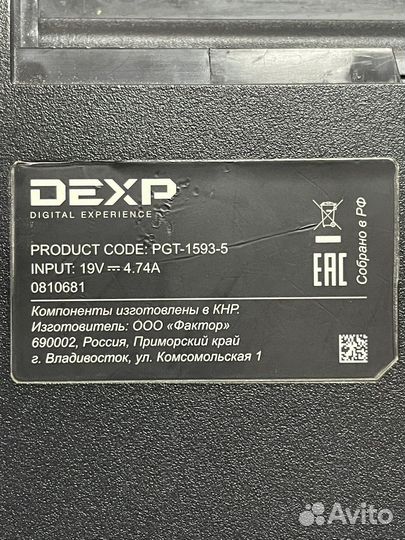 DEXP
DIGITAL EXPERIENCE
PRODUCT CODE: PGT-1593-5
INPUT: 19V⎓4.74A
0810681
EAC
Собрано в РФ
Компоненты изготовлены в КНР.
Изготовитель: ООО «Фактор»
690002, Россия, Приморский край
г. Владивосток, ул. Комсомольская 1
Avito